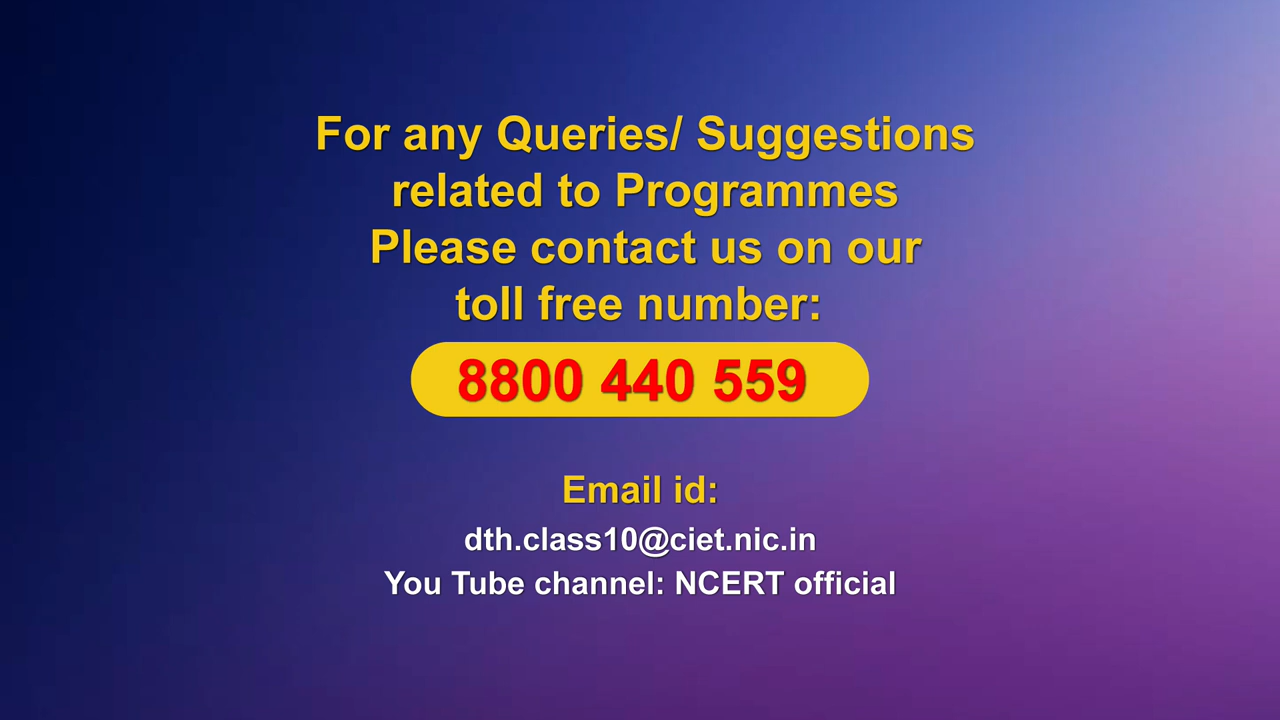 For any Queries/ Suggestions
related to Programmes
Please contact us on our
toll free number:
8800 440 559
Email id:
dth.class10@ciet.nic.in
You Tube channel: NCERT official